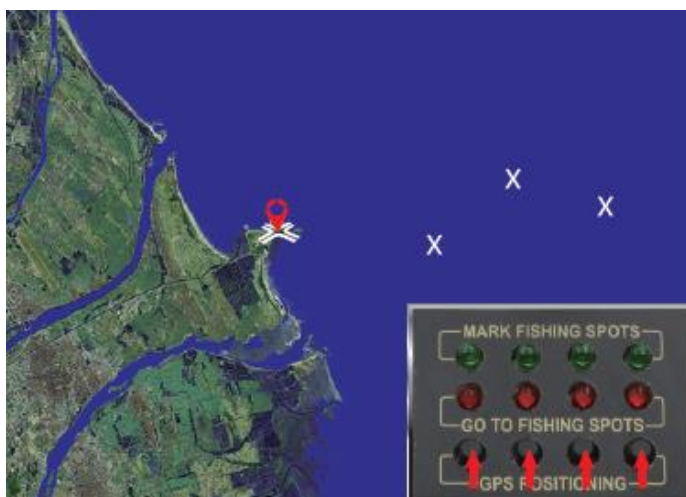 X
X
X
MARK FISHING SPOTS
GO TO FISHING SPOTS
GPS POSITIONING